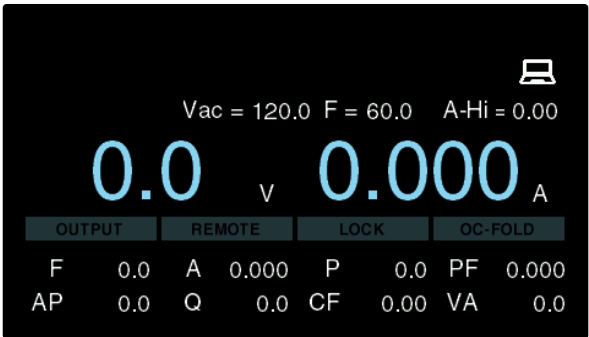 Vac = 120.0 F = 60.0 A-Hi = 0.00
0.0 V 0.000 A
OUTPUT REMOTE LOCK OC-FOLD
F 0.0 A 0.000 P 0.0 PF 0.000
AP 0.0 Q 0.0 CF 0.00 VA 0.0